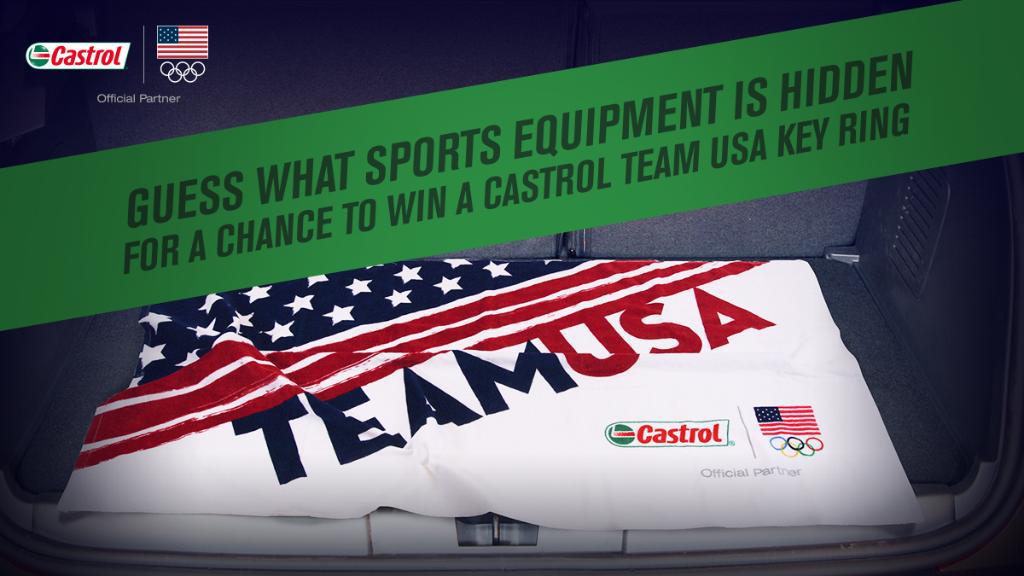 Castrol
Official Partner
GUESS WHAT SPORTS EQUIPMENT IS HIDDEN
FOR A CHANCE TO WIN A CASTROL TEAM USA KEY RING
TEAMUSA
Castrol
Official Partner